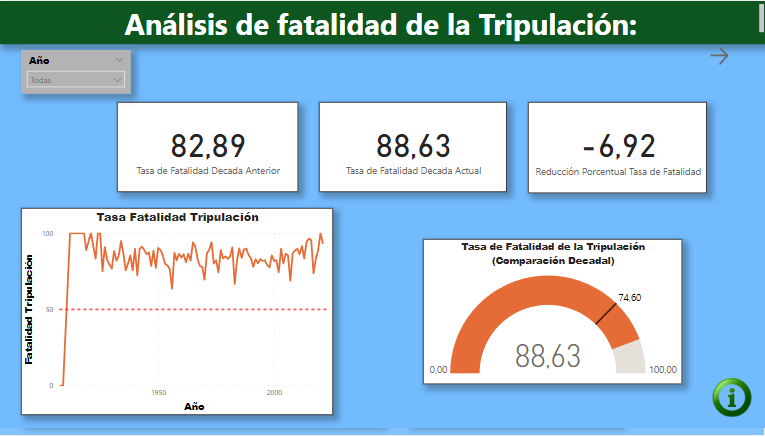 Análisis de fatalidad de la Tripulación:
Año
Todas
82,89
Tasa de Fatalidad Decada Anterior
88,63
Tasa de Fatalidad Decada Actual
-6,92
Reducción Porcentual Tasa de Fatalidad
Tasa Fatalidad Tripulación
Fatalidad Tripulación
100
50
0
1950
2000
Año
Tasa de Fatalidad de la Tripulación
(Comparación Decadal)
74,60
88,63
0,00
100,00
i